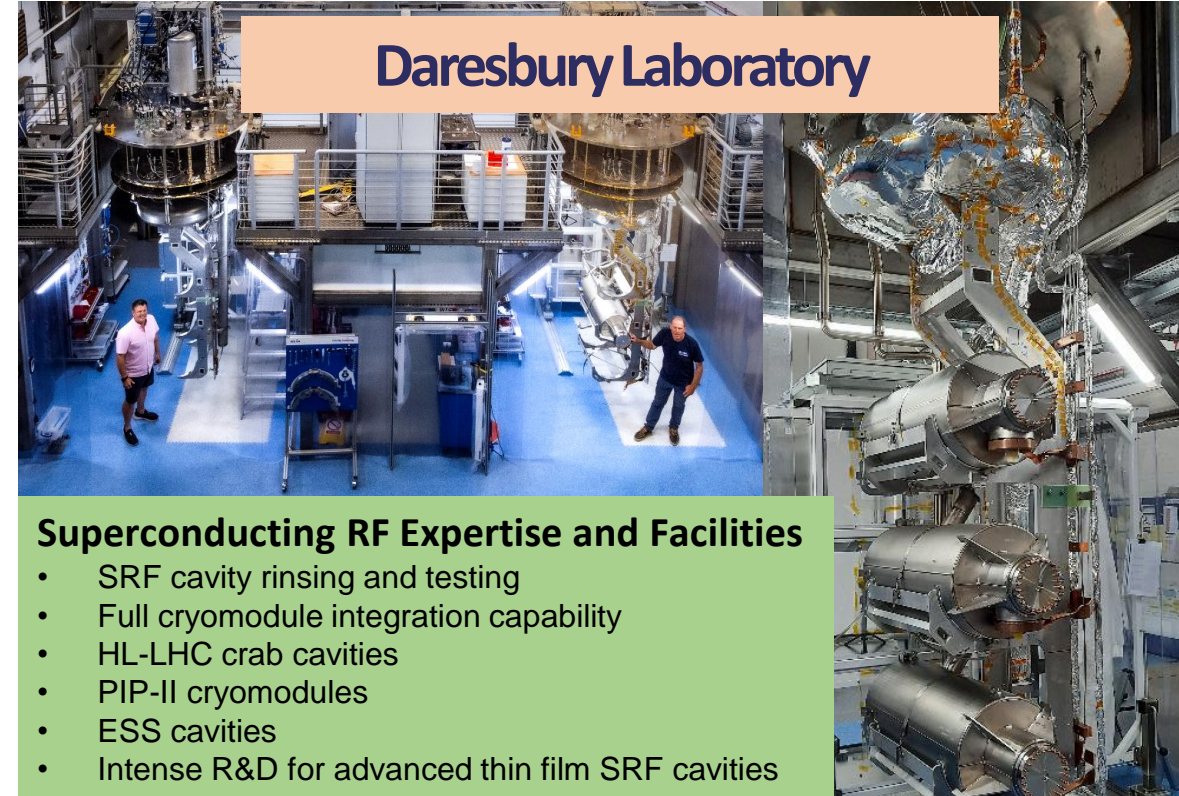 Daresbury Laboratory
Superconducting RF Expertise and Facilities
• SRF cavity rinsing and testing
• Full cryomodule integration capability
• HL-LHC crab cavities
• PIP-II cryomodules
• ESS cavities
• Intense R&D for advanced thin film SRF cavities